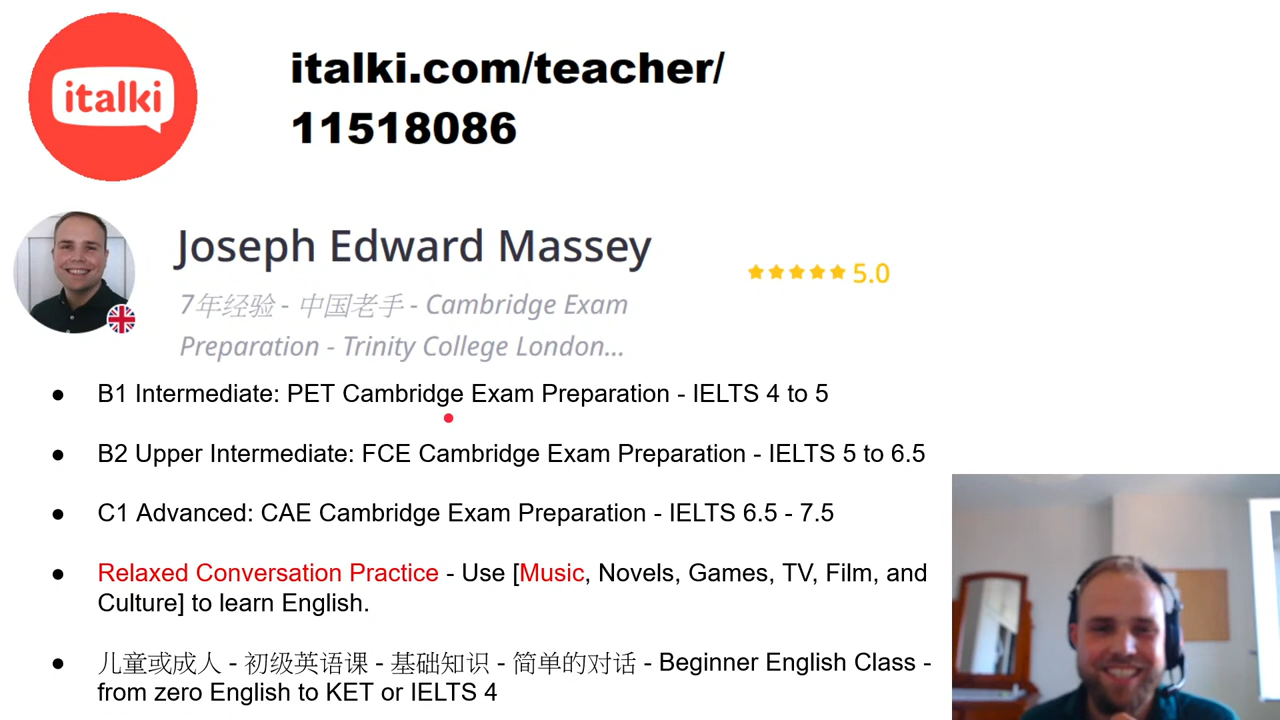 italki
italki.com/teacher/
11518086
Joseph Edward Massey
5.0
7年经验 - 中国老手 - Cambridge Exam
Preparation - Trinity College London...
● B1 Intermediate: PET Cambridge Exam Preparation - IELTS 4 to 5
● B2 Upper Intermediate: FCE Cambridge Exam Preparation - IELTS 5 to 6.5
● C1 Advanced: CAE Cambridge Exam Preparation - IELTS 6.5 - 7.5
● Relaxed Conversation Practice - Use [Music, Novels, Games, TV, Film, and
Culture] to learn English.
● 儿童或成人 - 初级英语课 - 基础知识 - 简单的对话 - Beginner English Class -
from zero English to KET or IELTS 4